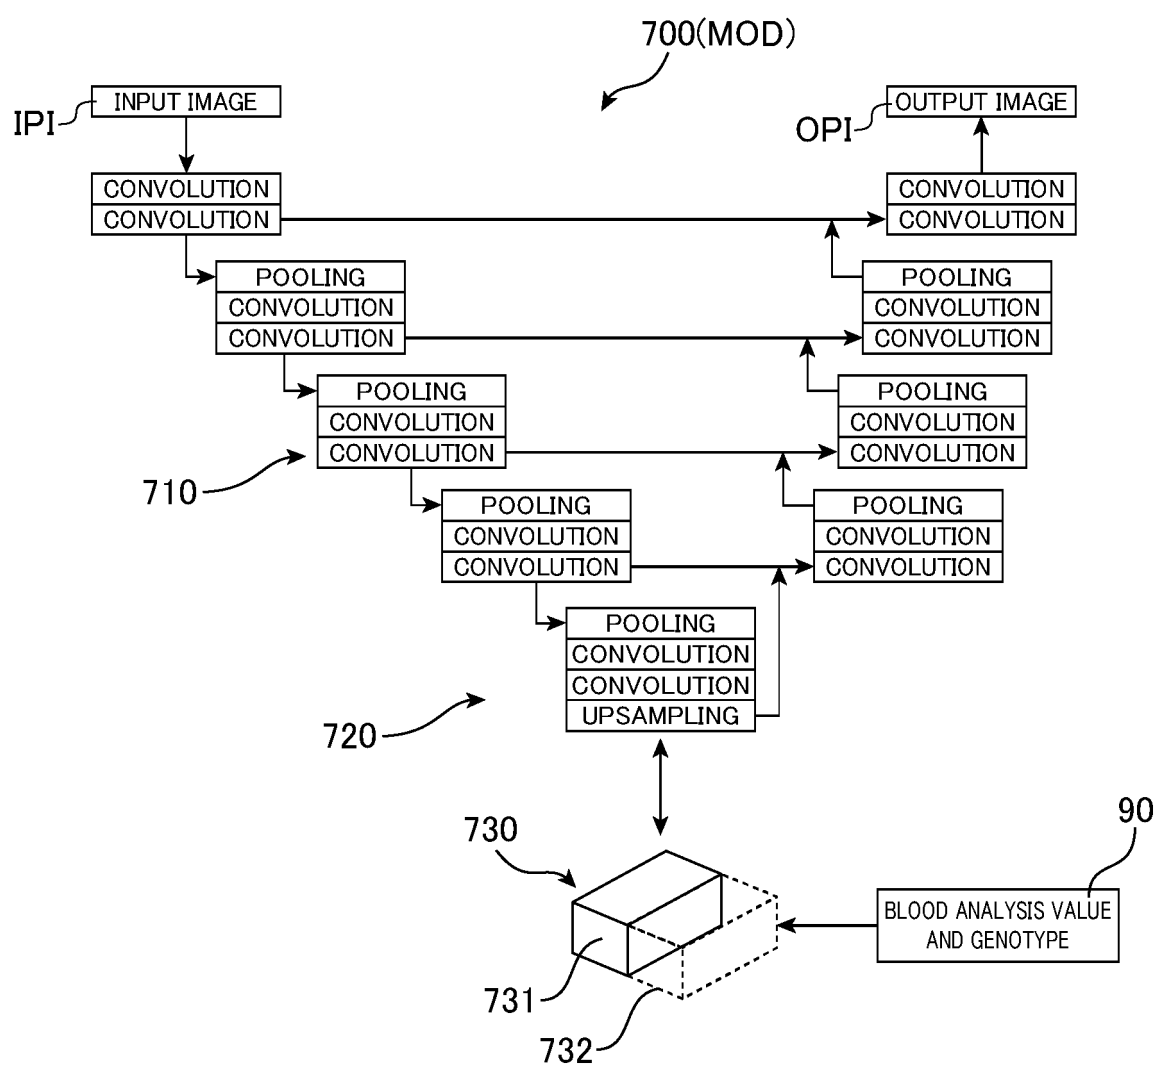 700(MOD)
INPUT IMAGE
IPI
OUTPUT IMAGE
OPI
CONVOLUTION
CONVOLUTION
CONVOLUTION
CONVOLUTION
POOLING
CONVOLUTION
CONVOLUTION
POOLING
CONVOLUTION
CONVOLUTION
POOLING
CONVOLUTION
CONVOLUTION
POOLING
CONVOLUTION
CONVOLUTION
710
POOLING
CONVOLUTION
CONVOLUTION
POOLING
CONVOLUTION
CONVOLUTION
POOLING
CONVOLUTION
CONVOLUTION
UPSAMPLING
720
730
90
BLOOD ANALYSIS VALUE
AND GENOTYPE
731
732